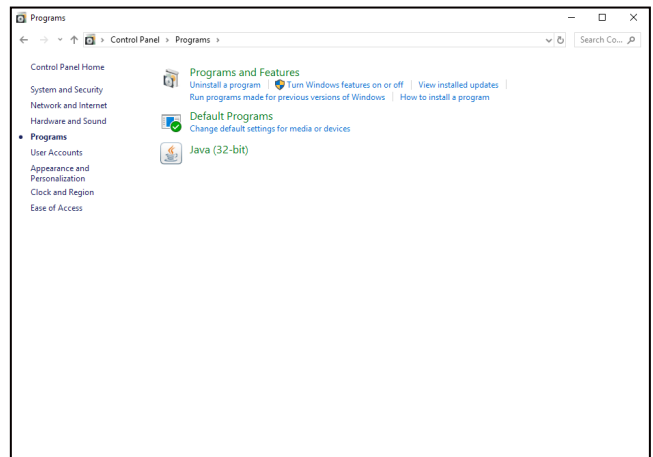 Programs
Control Panel > Programs >
Search Co...
Control Panel Home
System and Security
Network and Internet
Hardware and Sound
Programs
User Accounts
Appearance and
Personalization
Clock and Region
Ease of Access
Programs and Features
Uninstall a program
Turn Windows features on or off
View installed updates
Run programs made for previous versions of Windows
How to install a program
Default Programs
Change default settings for media or devices
Java (32-bit)